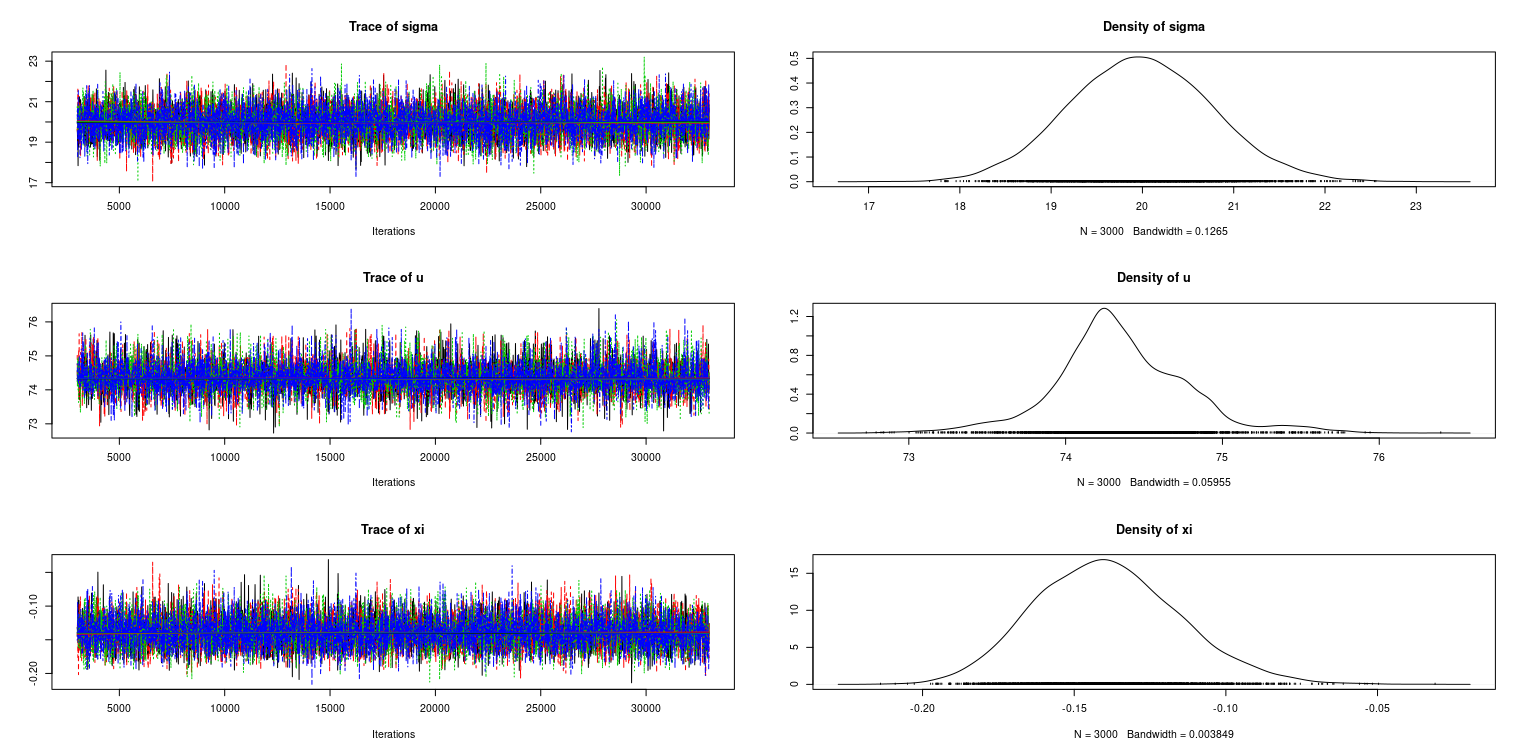 Trace of sigma
23
21
19
17
5000 10000 15000 20000 25000 30000
Iterations
Density of sigma
0.5
0.4
0.3
0.2
0.1
0.0
17 18 19 20 21 22 23
N = 3000 Bandwidth = 0.1265
Trace of u
76
75
74
73
5000 10000 15000 20000 25000 30000
Iterations
Density of u
1.2
0.8
0.4
0.0
73 74 75 76
N = 3000 Bandwidth = 0.05955
Trace of xi
-0.10
-0.20
5000 10000 15000 20000 25000 30000
Iterations
Density of xi
15
10
5
0
-0.20 -0.15 -0.10 -0.05
N = 3000 Bandwidth = 0.003849